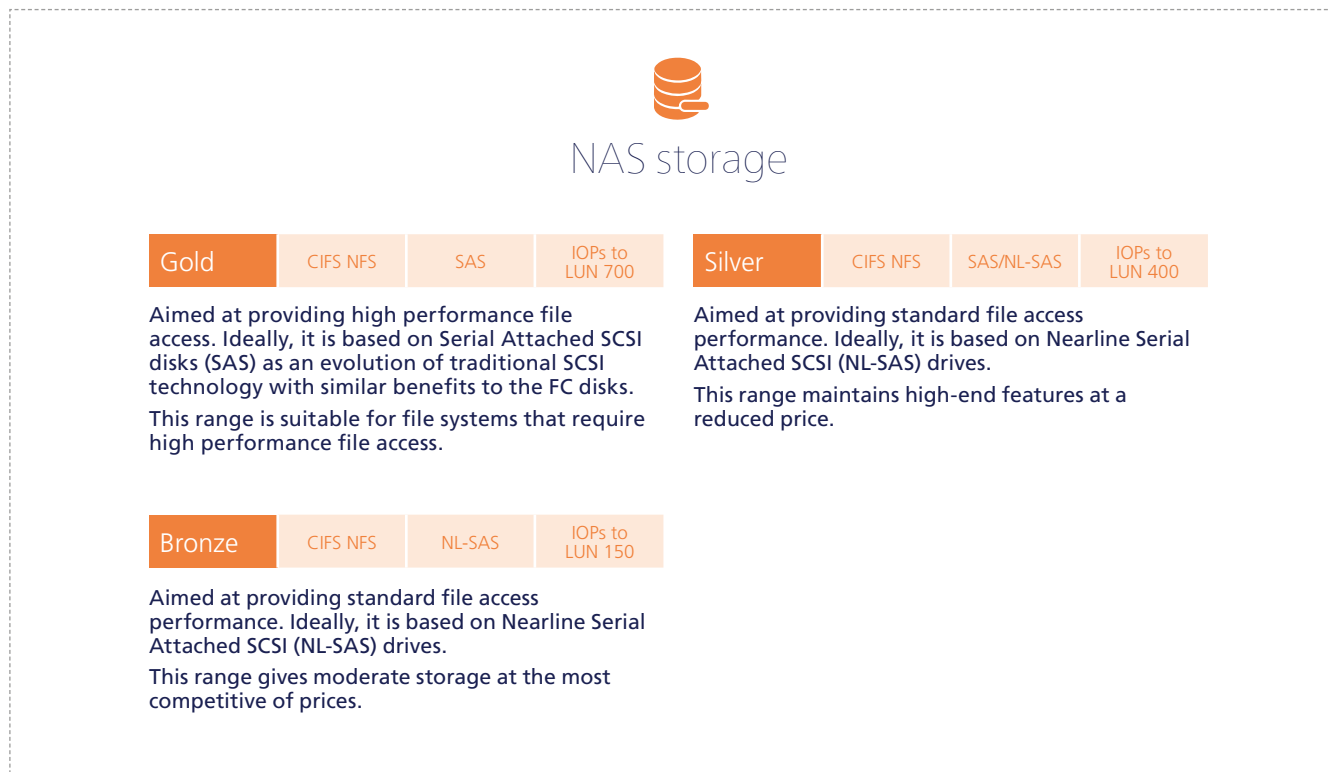 NAS storage
Gold
CIFS NFS
SAS
IOPs to
LUN 700
Aimed at providing high performance file
access. Ideally, it is based on Serial Attached SCSI
disks (SAS) as an evolution of traditional SCSI
technology with similar benefits to the FC disks.
This range is suitable for file systems that require
high performance file access.
Silver
CIFS NFS
SAS/NL-SAS
IOPs to
LUN 400
Aimed at providing standard file access
performance. Ideally, it is based on Nearline Serial
Attached SCSI (NL-SAS) drives.
This range maintains high-end features at a
reduced price.
Bronze
CIFS NFS
NL-SAS
IOPs to
LUN 150
Aimed at providing standard file access
performance. Ideally, it is based on Nearline Serial
Attached SCSI (NL-SAS) drives.
This range gives moderate storage at the most
competitive of prices.